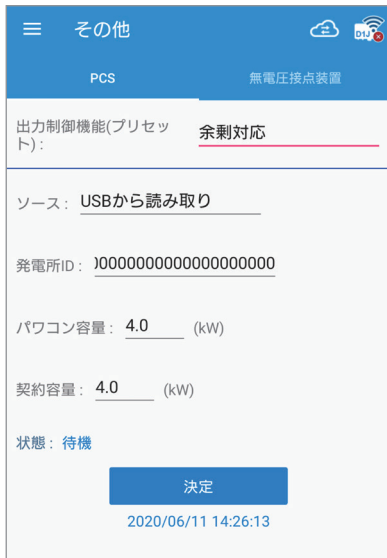 その他
D1J
PCS
無電圧接点装置
出力制御機能(プリセッ
ト) :
余剰対応
ソース : USBから読み取り
発電所ID : 00000000000000000000
パワコン容量 : 4.0 (kW)
契約容量 : 4.0 (kW)
状態 : 待機
決定
2020/06/11 14:26:13